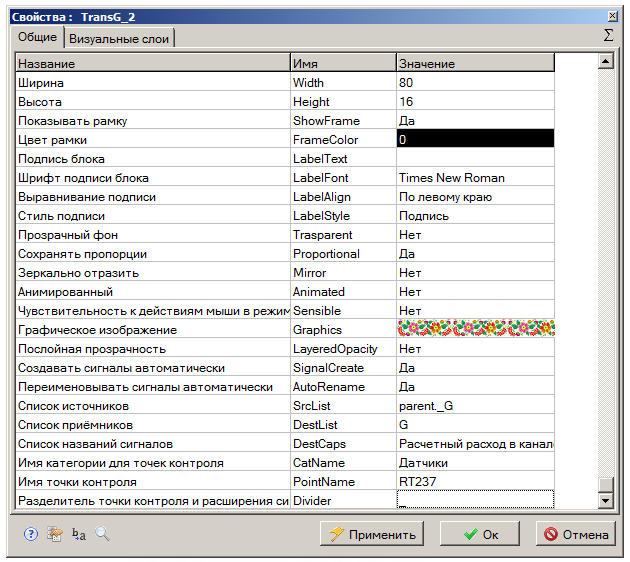 Свойства : TransG_2
Общие Визуальные слои Σ
Название Имя Значение
Ширина Width 80
Высота Height 16
Показывать рамку ShowFrame Да
Цвет рамки FrameColor 0
Подпись блока LabelText
Шрифт подписи блока LabelFont Times New Roman
Выравнивание подписи LabelAlign По левому краю
Стиль подписи LabelStyle Подпись
Прозрачный фон Trasparent Нет
Сохранять пропорции Proportional Да
Зеркально отразить Mirror Нет
Анимированный Animated Нет
Чувствительность к действиям мыши в режим Sensible Нет
Графическое изображение Graphics
Послойная прозрачность LayeredOpacity Нет
Создавать сигналы автоматически SignalCreate Да
Переименовывать сигналы автоматически AutoRename Да
Список источников SrcList parent._G
Список приёмников DestList G
Список названий сигналов DestCaps Расчетный расход в канале
Имя категории для точек контроля CatName Датчики
Имя точки контроля PointName RT237
Разделитель точки контроля и расширения си Divider _
? b a Применить Ок Отмена